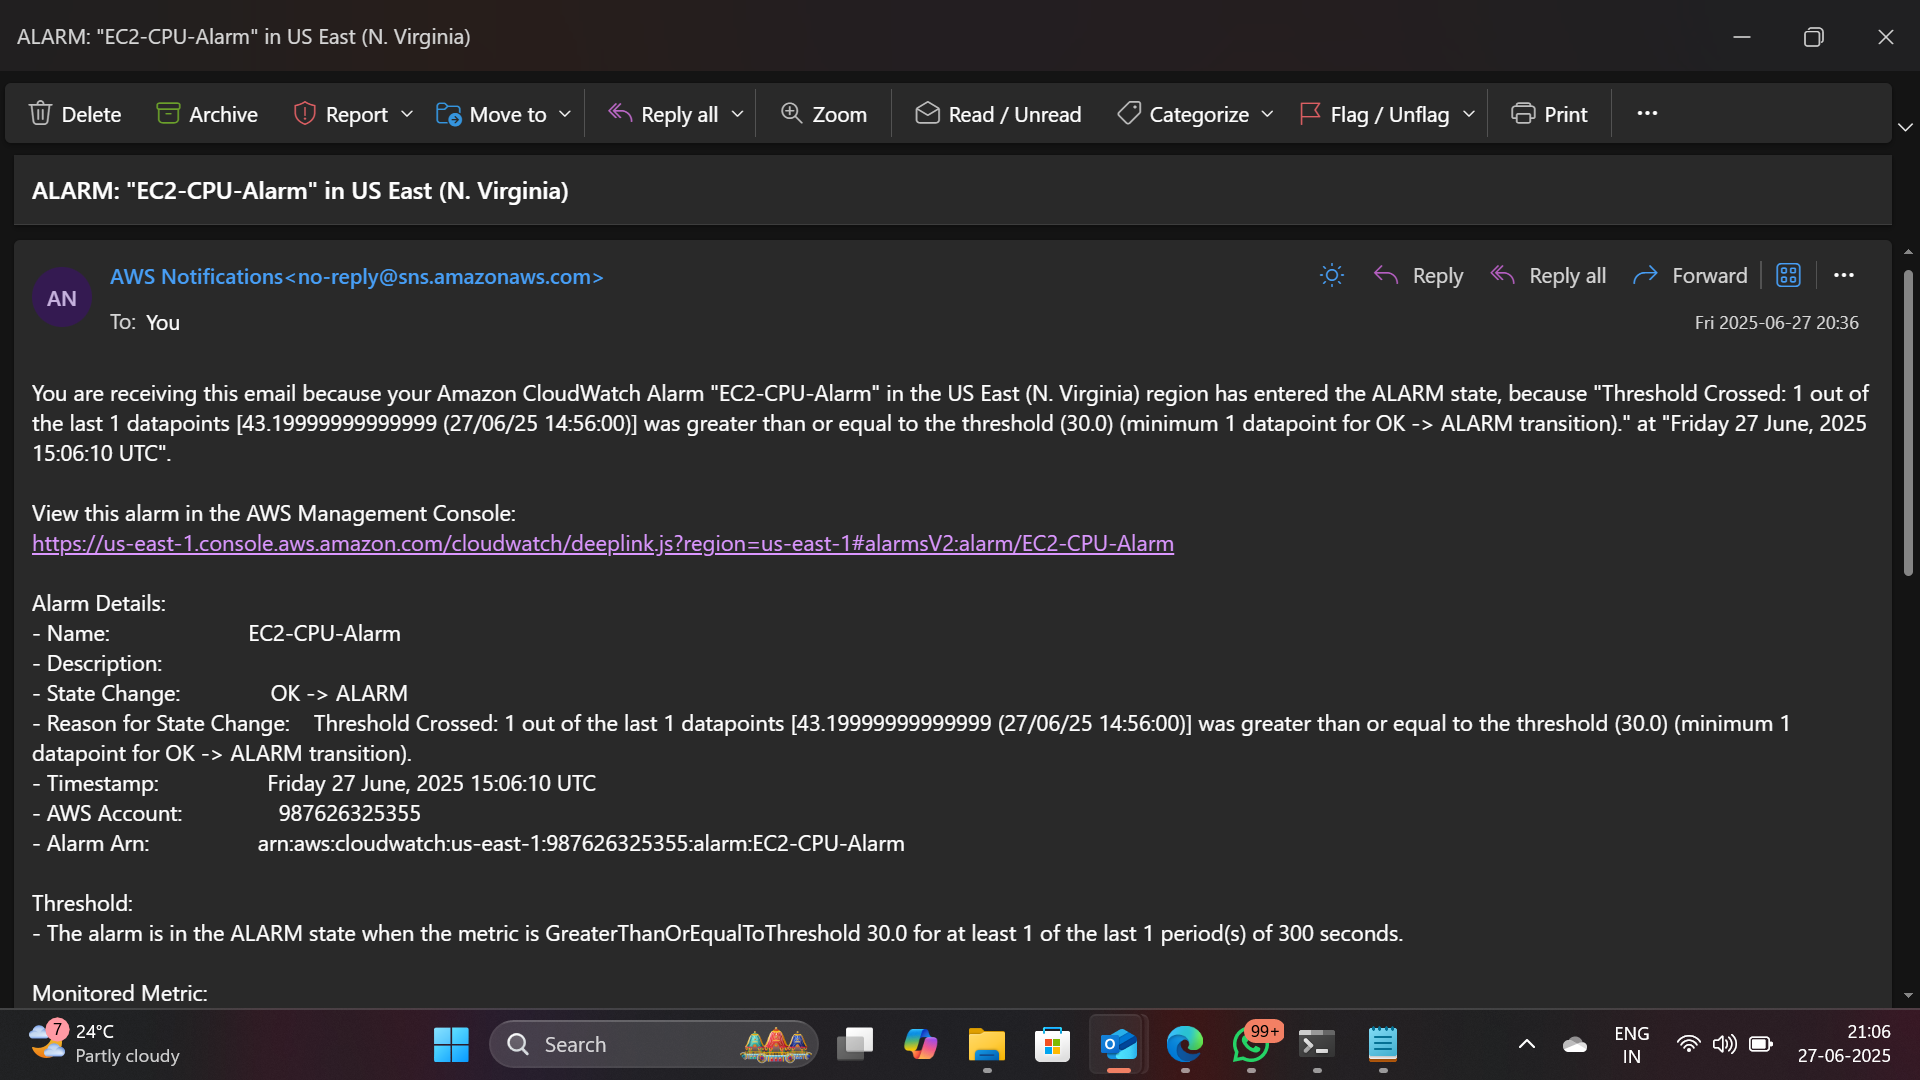 ALARM: "EC2-CPU-Alarm" in US East (N. Virginia)
Delete Archive Report Move to Reply all Zoom Read / Unread Categorize Flag / Unflag Print
ALARM: "EC2-CPU-Alarm" in US East (N. Virginia)
AN
AWS Notifications<no-reply@sns.amazonaws.com>
Reply Reply all Forward
To: You
Fri 2025-06-27 20:36
You are receiving this email because your Amazon CloudWatch Alarm "EC2-CPU-Alarm" in the US East (N. Virginia) region has entered the ALARM state, because "Threshold Crossed: 1 out of
the last 1 datapoints [43.19999999999999 (27/06/25 14:56:00)] was greater than or equal to the threshold (30.0) (minimum 1 datapoint for OK -> ALARM transition)." at "Friday 27 June, 2025
15:06:10 UTC".
View this alarm in the AWS Management Console:
https://us-east-1.console.aws.amazon.com/cloudwatch/deeplink.js?region=us-east-1#alarmsV2:alarm/EC2-CPU-Alarm
Alarm Details:
- Name: EC2-CPU-Alarm
- Description:
- State Change: OK -> ALARM
- Reason for State Change: Threshold Crossed: 1 out of the last 1 datapoints [43.19999999999999 (27/06/25 14:56:00)] was greater than or equal to the threshold (30.0) (minimum 1
datapoint for OK -> ALARM transition).
- Timestamp: Friday 27 June, 2025 15:06:10 UTC
- AWS Account: 987626325355
- Alarm Arn: arn:aws:cloudwatch:us-east-1:987626325355:alarm:EC2-CPU-Alarm
Threshold:
- The alarm is in the ALARM state when the metric is GreaterThanOrEqualToThreshold 30.0 for at least 1 of the last 1 period(s) of 300 seconds.
Monitored Metric:
7
24°C
Partly cloudy
Search
99+
ENG
IN
21:06
27-06-2025